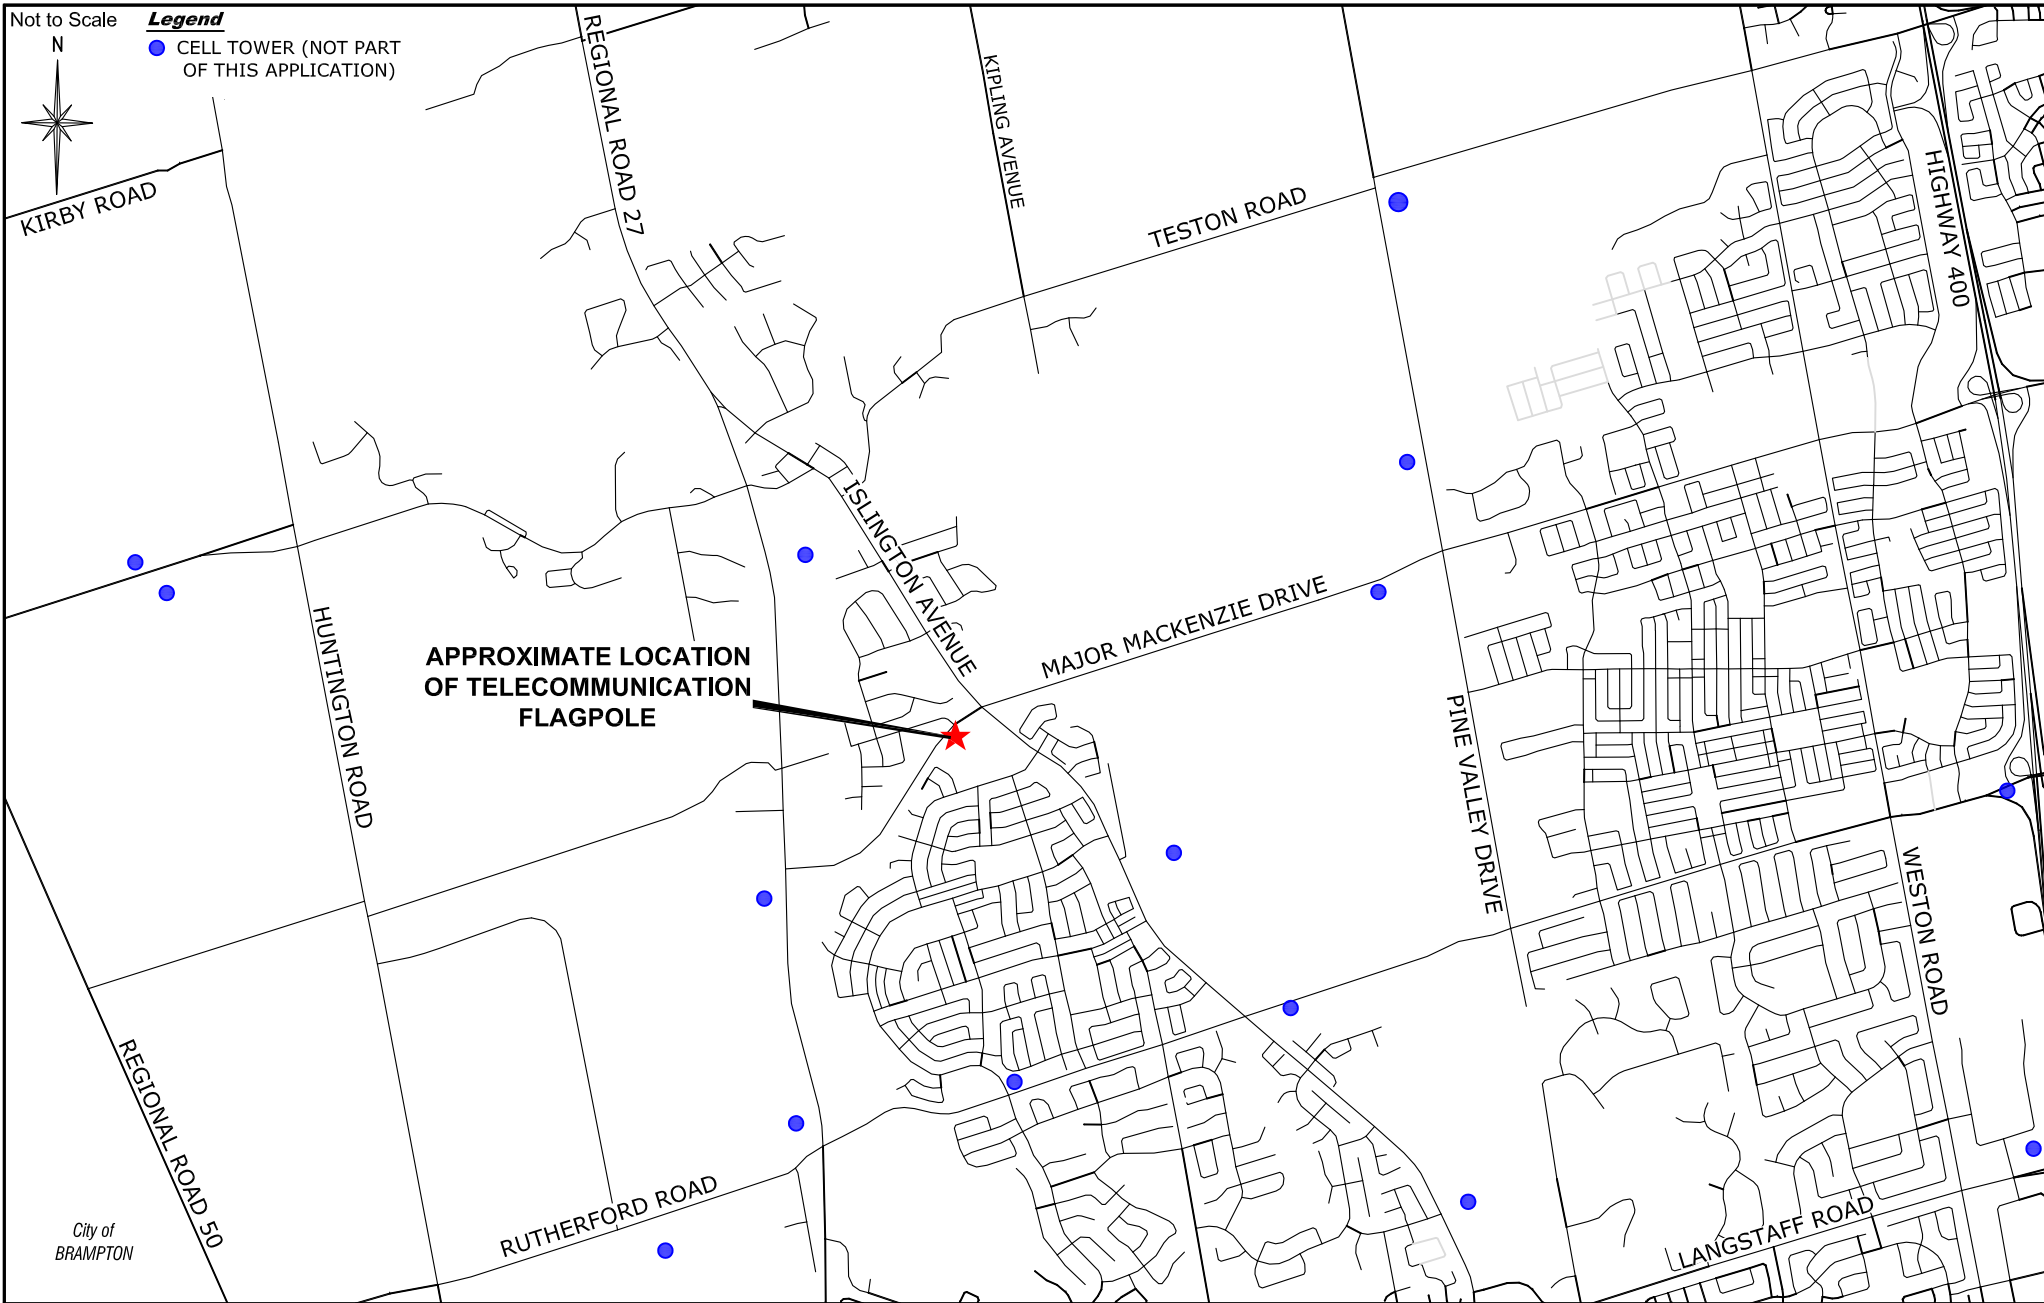 Not to Scale
Legend
N
CELL TOWER (NOT PART
OF THIS APPLICATION)
KIRBY ROAD
REGIONAL ROAD 27
KIPLING AVENUE
TESTON ROAD
HIGHWAY 400
ISLINGTON AVENUE
MAJOR MACKENZIE DRIVE
HUNTINGTON ROAD
APPROXIMATE LOCATION
OF TELECOMMUNICATION
FLAGPOLE
PINE VALLEY DRIVE
WESTON ROAD
REGIONAL ROAD 50
RUTHERFORD ROAD
LANGSTAFF ROAD
City of
BRAMPTON